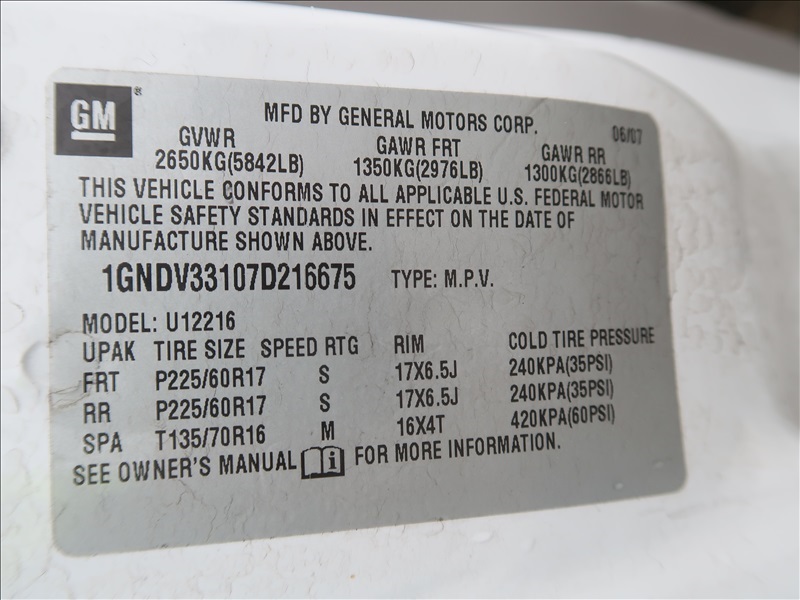 GM®
MFD BY GENERAL MOTORS CORP. 06/07
GVWR GAWR FRT GAWR RR
2650KG(5842LB) 1350KG(2976LB) 1300KG(2866LB)
THIS VEHICLE CONFORMS TO ALL APPLICABLE U.S. FEDERAL MOTOR
VEHICLE SAFETY STANDARDS IN EFFECT ON THE DATE OF
MANUFACTURE SHOWN ABOVE.
1GNDV33107D216675 TYPE: M.P.V.
MODEL: U12216
UPAK TIRE SIZE SPEED RTG RIM COLD TIRE PRESSURE
FRT P225/60R17 S 17X6.5J 240KPA(35PSI)
RR P225/60R17 S 17X6.5J 240KPA(35PSI)
SPA T135/70R16 M 16X4T 420KPA(60PSI)
SEE OWNER'S MANUAL i FOR MORE INFORMATION.